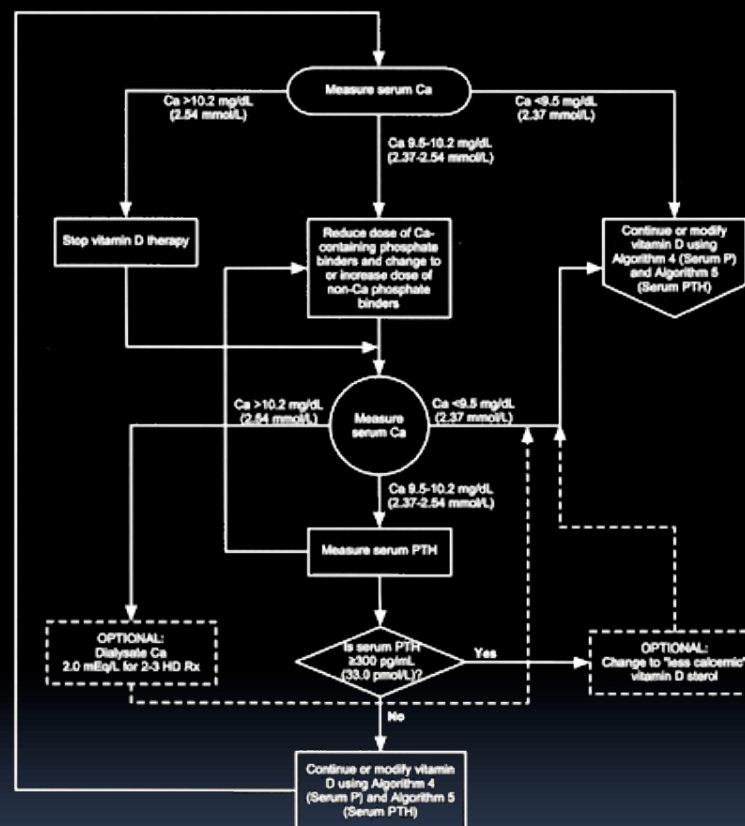 Measure serum Ca
Ca >10.2 mg/dL
(2.54 mmol/L)
Ca <9.5 mg/dL
(2.37 mmol/L)
Ca 9.5-10.2 mg/dL
(2.37-2.54 mmol/L)
Stop vitamin D therapy
Reduce dose of Ca-
containing phosphate
binders and change to
or increase dose of
non-Ca phosphate
binders
Continue or modify
vitamin D using
Algorithm 4 (Serum P)
and Algorithm 5
(Serum PTH)
Ca >10.2 mg/dL
(2.54 mmol/L)
Measure
serum Ca
Ca <9.5 mg/dL
(2.37 mmol/L)
Ca 9.5-10.2 mg/dL
(2.37-2.54 mmol/L)
Measure serum PTH
OPTIONAL:
Dialysate Ca
2.0 mEq/L for 2-3 HD Rx
Is serum PTH
≥300 pg/mL
(33.0 pmol/L)?
Yes
OPTIONAL:
Change to "less calcemic"
vitamin D sterol
No
Continue or modify vitamin
D using Algorithm 4
(Serum P) and Algorithm 5
(Serum PTH)